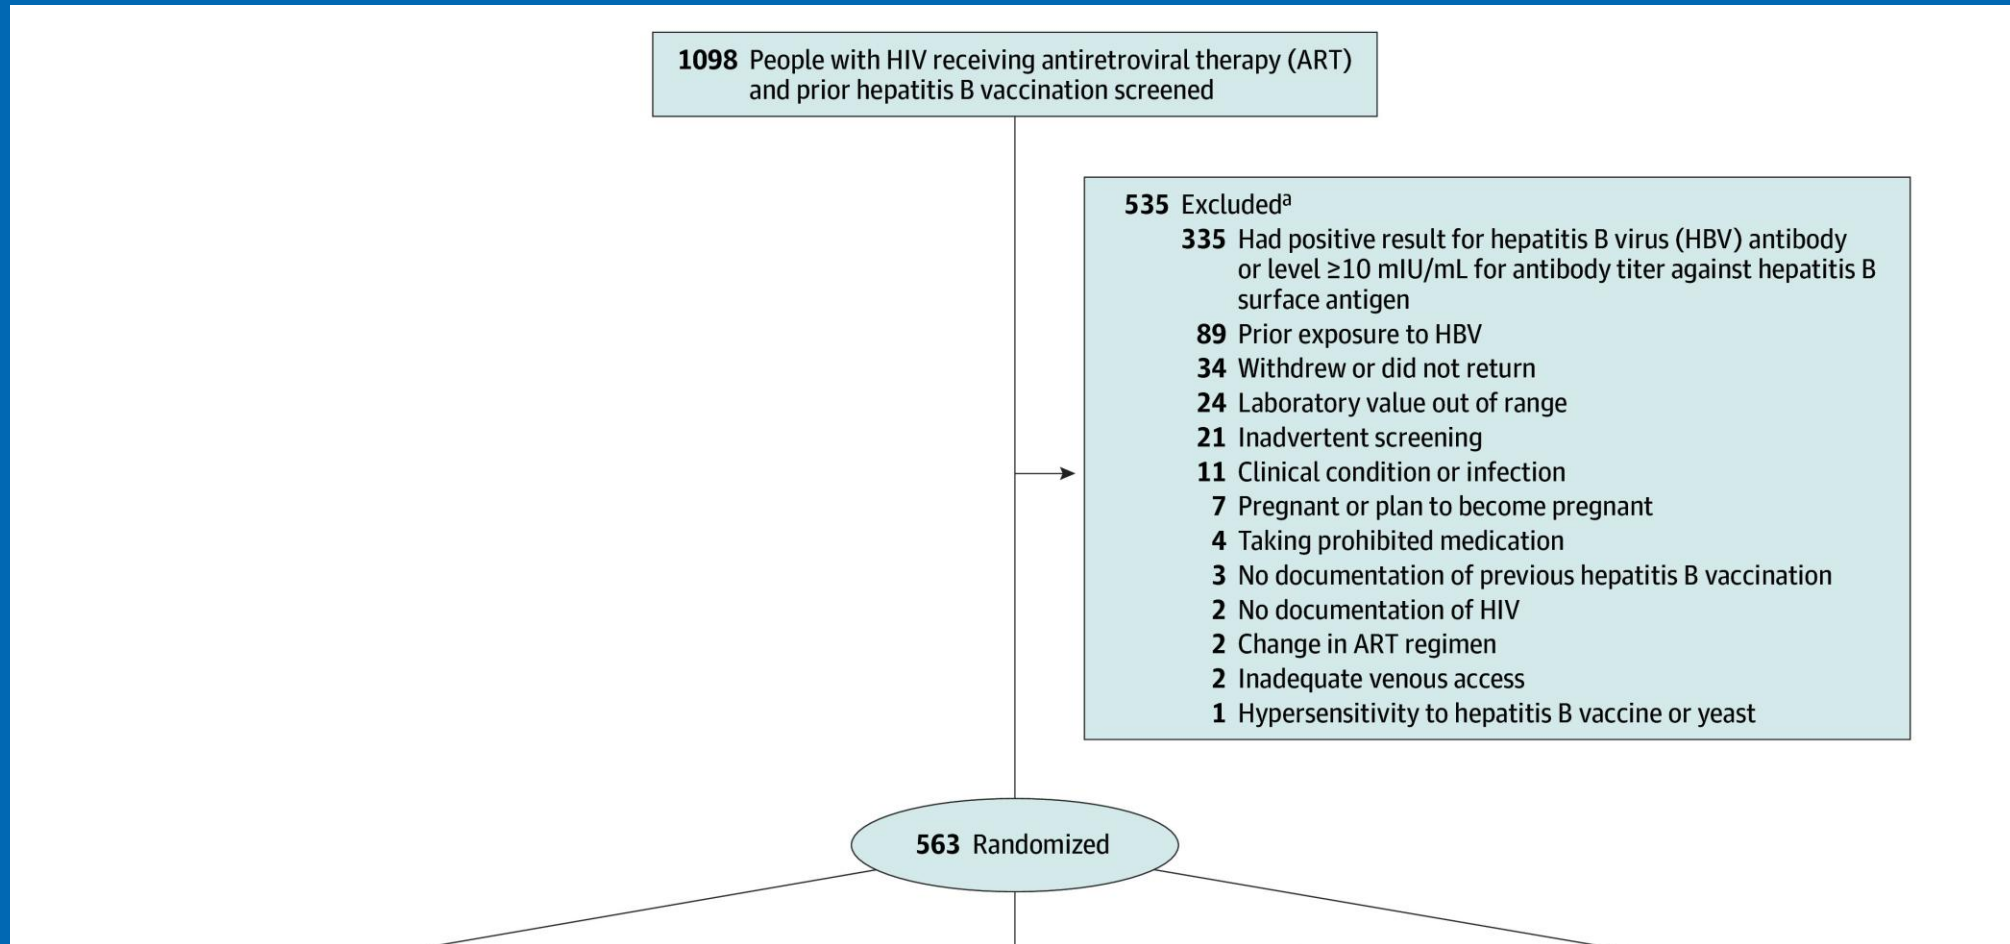 1098 People with HIV receiving antiretroviral therapy (ART)
and prior hepatitis B vaccination screened
535 Excludedᵃ
335 Had positive result for hepatitis B virus (HBV) antibody
or level ≥10 mIU/mL for antibody titer against hepatitis B
surface antigen
89 Prior exposure to HBV
34 Withdrew or did not return
24 Laboratory value out of range
21 Inadvertent screening
11 Clinical condition or infection
7 Pregnant or plan to become pregnant
4 Taking prohibited medication
3 No documentation of previous hepatitis B vaccination
2 No documentation of HIV
2 Change in ART regimen
2 Inadequate venous access
1 Hypersensitivity to hepatitis B vaccine or yeast
563 Randomized